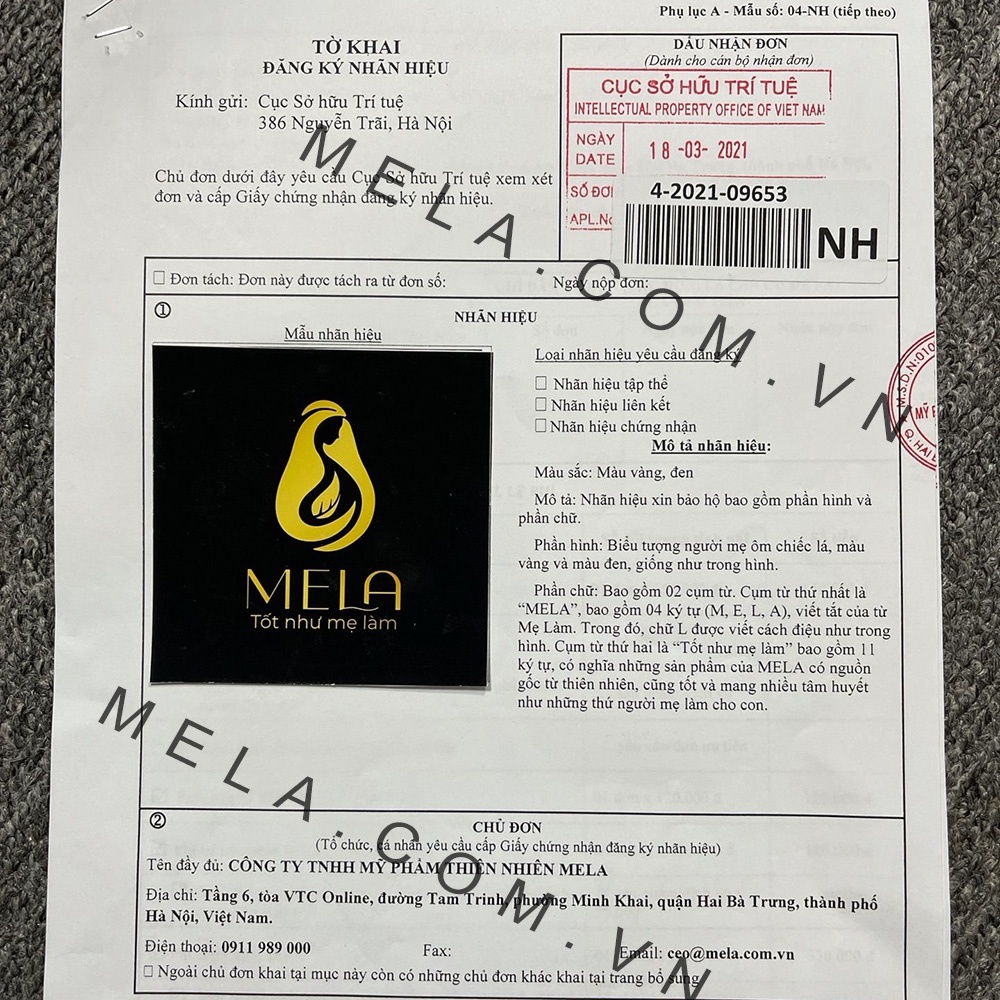 Phụ lục A - Mẫu số: 04-NH (tiếp theo)
TỜ KHAI
ĐĂNG KÝ NHÃN HIỆU
Kính gửi: Cục Sở hữu Trí tuệ
386 Nguyễn Trãi, Hà Nội
Chủ đơn dưới đây yêu cầu Cục Sở hữu Trí tuệ xem xét
đơn và cấp Giấy chứng nhận đăng ký nhãn hiệu.
DẤU NHẬN ĐƠN
(Dành cho cán bộ nhận đơn)
CỤC SỞ HỮU TRÍ TUỆ
INTELLECTUAL PROPERTY OFFICE OF VIET NAM
NGÀY
DATE
18-03-2021
SỐ ĐƠ
APL.No
4-2021-09653
NH
MELA.COM.VN
☐ Đơn tách: Đơn này được tách ra từ đơn số: Ngày nộp đơn:
① NHÃN HIỆU
Mẫu nhãn hiệu
MELA
Tốt như mẹ làm
Loại nhãn hiệu yêu cầu đăng ký
☐ Nhãn hiệu tập thể
☐ Nhãn hiệu liên kết
☐ Nhãn hiệu chứng nhận
Mô tả nhãn hiệu:
Màu sắc: Màu vàng, đen
Mô tả: Nhãn hiệu xin bảo hộ bao gồm phần hình và
phần chữ.
Phần hình: Biểu tượng người mẹ ôm chiếc lá, màu
vàng và màu đen, giống như trong hình.
Phần chữ: Bao gồm 02 cụm từ. Cụm từ thứ nhất là
“MELA”, bao gồm 04 ký tự (M, E, L, A), viết tắt của từ
Mẹ Làm. Trong đó, chữ L được viết cách điệu như trong
hình. Cụm từ thứ hai là “Tốt như mẹ làm” bao gồm 11
ký tự, có nghĩa những sản phẩm của MELA có nguồn
gốc từ thiên nhiên, cũng tốt và mang nhiều tâm huyết
như những thứ người mẹ làm cho con.
M.S.D.N:010
MỸ P
Q.HAI B
MELA.COM.VN
② CHỦ ĐƠN
(Tổ chức, cá nhân yêu cầu cấp Giấy chứng nhận đăng ký nhãn hiệu)
Tên đầy đủ: CÔNG TY TNHH MỸ PHẨM THIÊN NHIÊN MELA
Địa chỉ: Tầng 6, tòa VTC Online, đường Tam Trinh, phường Minh Khai, quận Hai Bà Trưng, thành phố
Hà Nội, Việt Nam.
Điện thoại: 0911 989 000 Fax: Email: ceo@mela.com.vn
☐ Ngoài chủ đơn khai tại mục này còn có những chủ đơn khác khai tại trang bổ sung